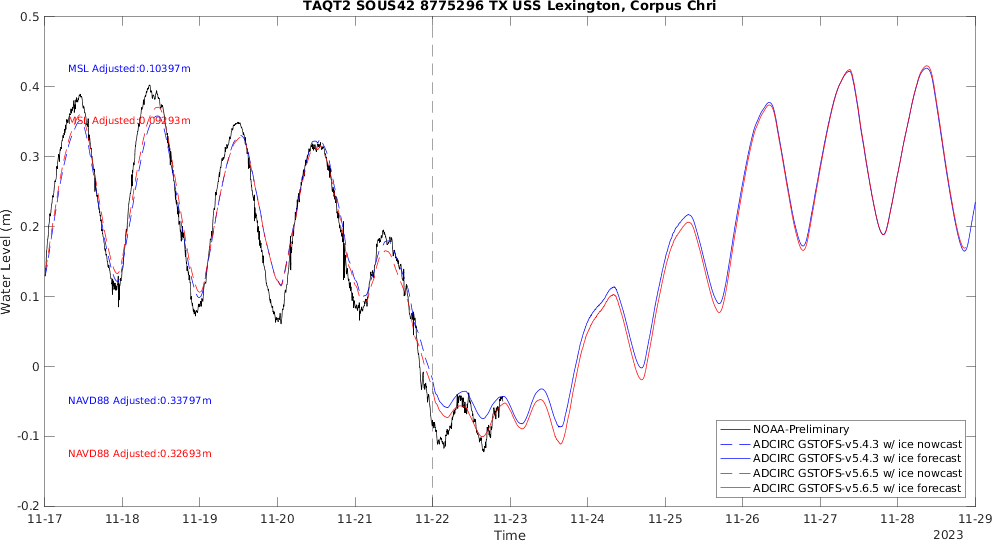 TAQT2 SOUS42 8775296 TX USS Lexington, Corpus Chri
0.5
0.4
0.3
0.2
0.1
0
-0.1
-0.2
Water Level (m)
MSL Adjusted:0.10397m
MSL Adjusted:0.09293m
NAVD88 Adjusted:0.33797m
NAVD88 Adjusted:0.32693m
NOAA-Preliminary
ADCIRC GSTOFS-v5.4.3 w/ ice nowcast
ADCIRC GSTOFS-v5.4.3 w/ ice forecast
ADCIRC GSTOFS-v5.6.5 w/ ice nowcast
ADCIRC GSTOFS-v5.6.5 w/ ice forecast
11-17 11-18 11-19 11-20 11-21 11-22 11-23 11-24 11-25 11-26 11-27 11-28 11-29
Time
2023